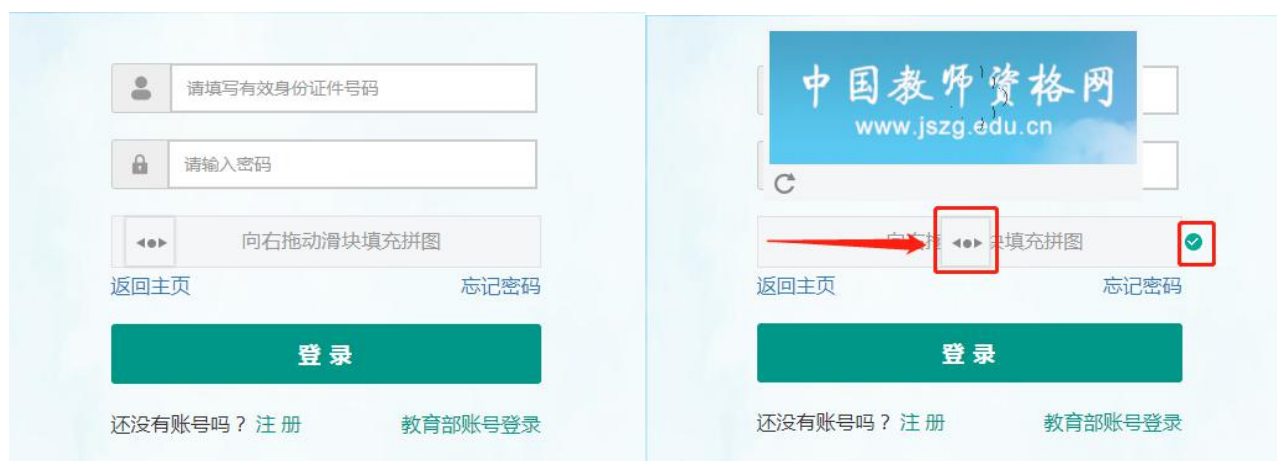 请填写有效身份证件号码
请输入密码
向右拖动滑块填充拼图
返回主页 忘记密码
登 录
还没有账号吗？注 册 教育部账号登录
中国教师资格网
www.jszg.edu.cn
块填充拼图
返回主页 忘记密码
登 录
还没有账号吗？注 册 教育部账号登录